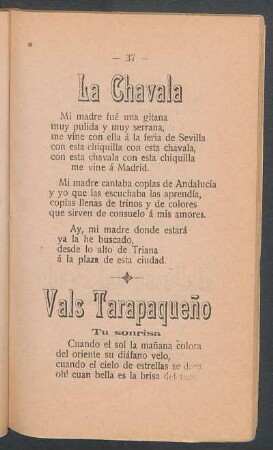 — 37 —
La Chavala
Mi madre fué una gitana
muy pulida y muy serrana,
me vine con ella á la feria de Sevilla
con esta chiquilla con esta chavala,
con esta chavala con esta chiquilla
me vine á Madrid.
Mi madre cantaba coplas de Andalucía
y yo que las escuchaba las aprendía,
coplas llenas de trinos y de colores
que sirven de consuelo á mis amores.
Ay, mi madre donde estará
ya la he buscado,
desde lo alto de Triana
á la plaza de esta ciudad.
Vals Tarapaqueño
Tu sonrisa
Cuando el sol la mañana colora
del oriente su diáfano velo,
cuando el cielo de estrellas se
oh! cuan bella es la brisa del